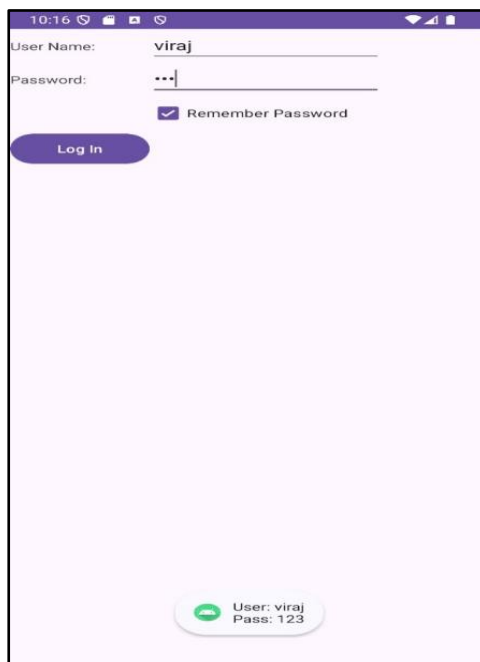 10:16
User Name: viraj
Password: •••
Remember Password
Log In
User: viraj
Pass: 123